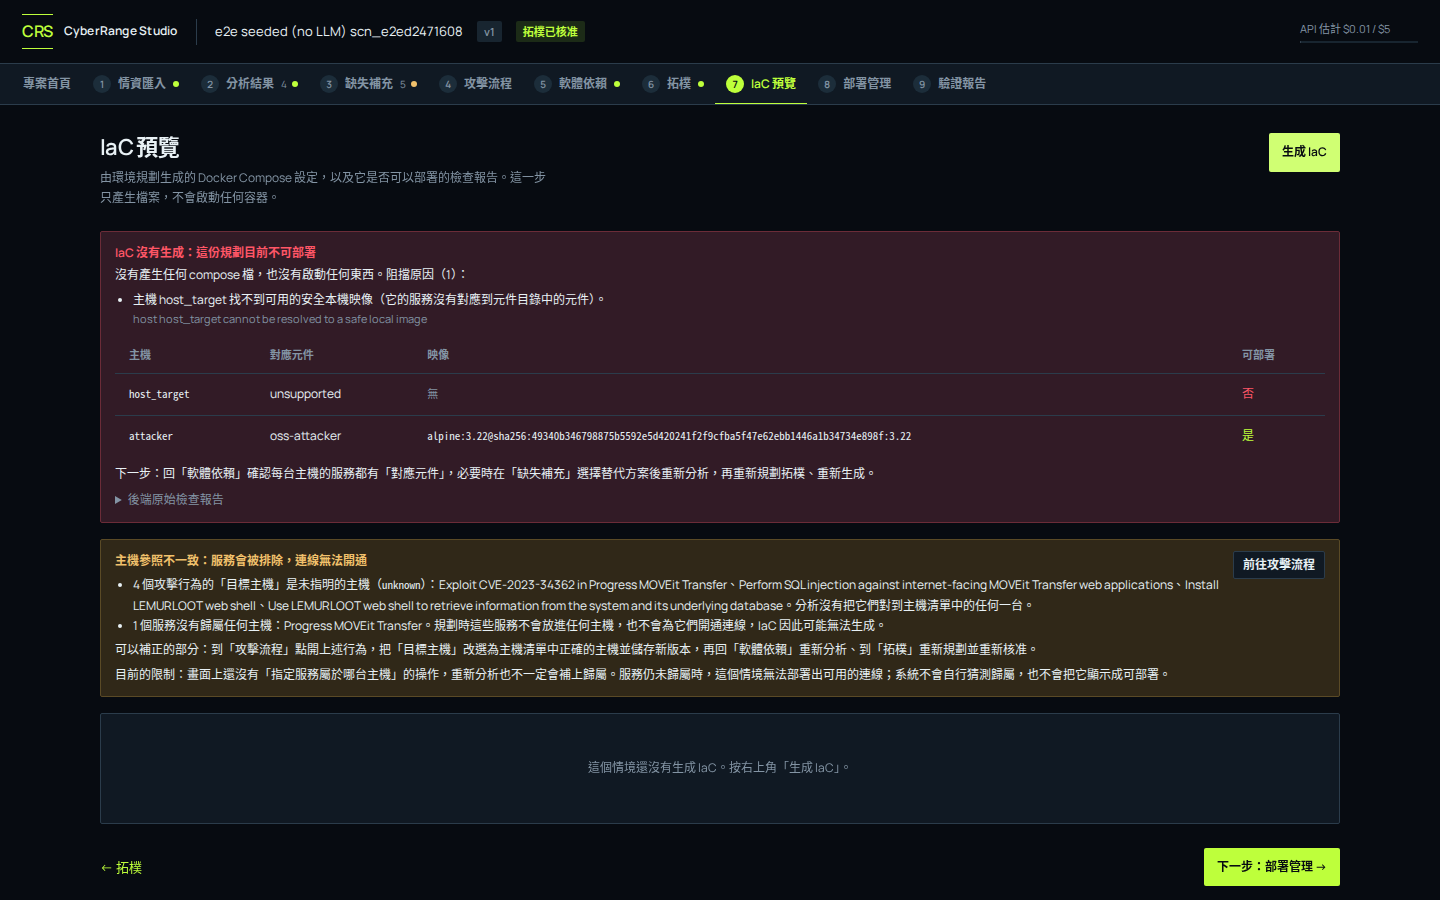 CRS CyberRange Studio e2e seeded (no LLM) scn_e2ed2471608 v1 拓樸已核准 API 估計 $0.01 / $5
專案首頁 1 情資匯入 2 分析結果 4 3 缺失補充 5 4 攻擊流程 5 軟體依賴 6 拓樸 7 IaC 預覽 8 部署管理 9 驗證報告
IaC 預覽
生成 IaC
由環境規劃生成的 Docker Compose 設定，以及它是否可以部署的檢查報告。這一步
只產生檔案，不會啟動任何容器。
IaC 沒有生成：這份規劃目前不可部署
沒有產生任何 compose 檔，也沒有啟動任何東西。阻擋原因（1）：
• 主機 host_target 找不到可用的安全本機映像（它的服務沒有對應到元件目錄中的元件）。
host host_target cannot be resolved to a safe local image
主機 對應元件 映像 可部署
host_target unsupported 無 否
attacker oss-attacker alpine:3.22@sha256:49340b346798875b5592e5d420241f2f9cfba5f47e62ebb1446a1b34734e898f:3.22 是
下一步：回「軟體依賴」確認每台主機的服務都有「對應元件」，必要時在「缺失補充」選擇替代方案後重新分析，再重新規劃拓樸、重新生成。
▶ 後端原始檢查報告
主機參照不一致：服務會被排除，連線無法開通
前往攻擊流程
• 4 個攻擊行為的「目標主機」是未指明的主機（unknown）：Exploit CVE-2023-34362 in Progress MOVEit Transfer、Perform SQL injection against internet-facing MOVEit Transfer web applications、Install
LEMURLOOT web shell、Use LEMURLOOT web shell to retrieve information from the system and its underlying database。分析沒有把它們對到主機清單中的任何一台。
• 1 個服務沒有歸屬任何主機：Progress MOVEit Transfer。規劃時這些服務不會放進任何主機，也不會為它們開通連線，IaC 因此可能無法生成。
可以補正的部分：到「攻擊流程」點開上述行為，把「目標主機」改選為主機清單中正確的主機並儲存新版本，再回「軟體依賴」重新分析、到「拓樸」重新規劃並重新核准。
目前的限制：畫面上還沒有「指定服務屬於哪台主機」的操作，重新分析也不一定會補上歸屬。服務仍未歸屬時，這個情境無法部署出可用的連線；系統不會自行猜測歸屬，也不會把它顯示成可部署。
這個情境還沒有生成 IaC。按右上角「生成 IaC」。
← 拓樸
下一步：部署管理 →